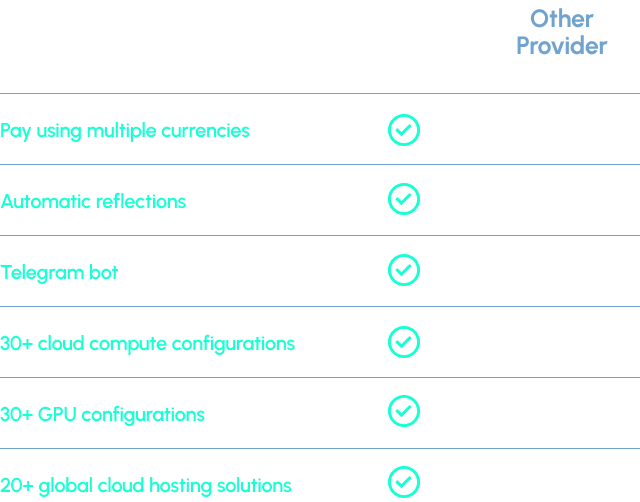 Other
Provider
Pay using multiple currencies
Automatic reflections
Telegram bot
30+ cloud compute configurations
30+ GPU configurations
20+ global cloud hosting solutions